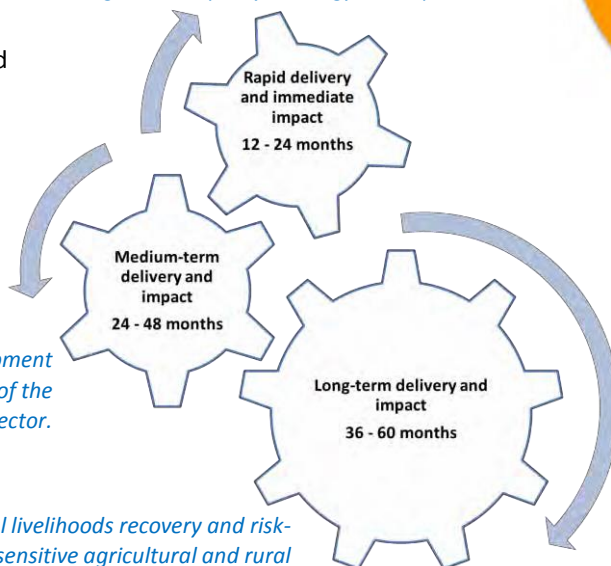 Rapid delivery
and immediate
impact
12 - 24 months
Medium-term
delivery and
impact
24 - 48 months
pment
of the
ector.
Long-term delivery and
impact
36 - 60 months
l livelihoods recovery and risk-
sensitive agricultural and rural